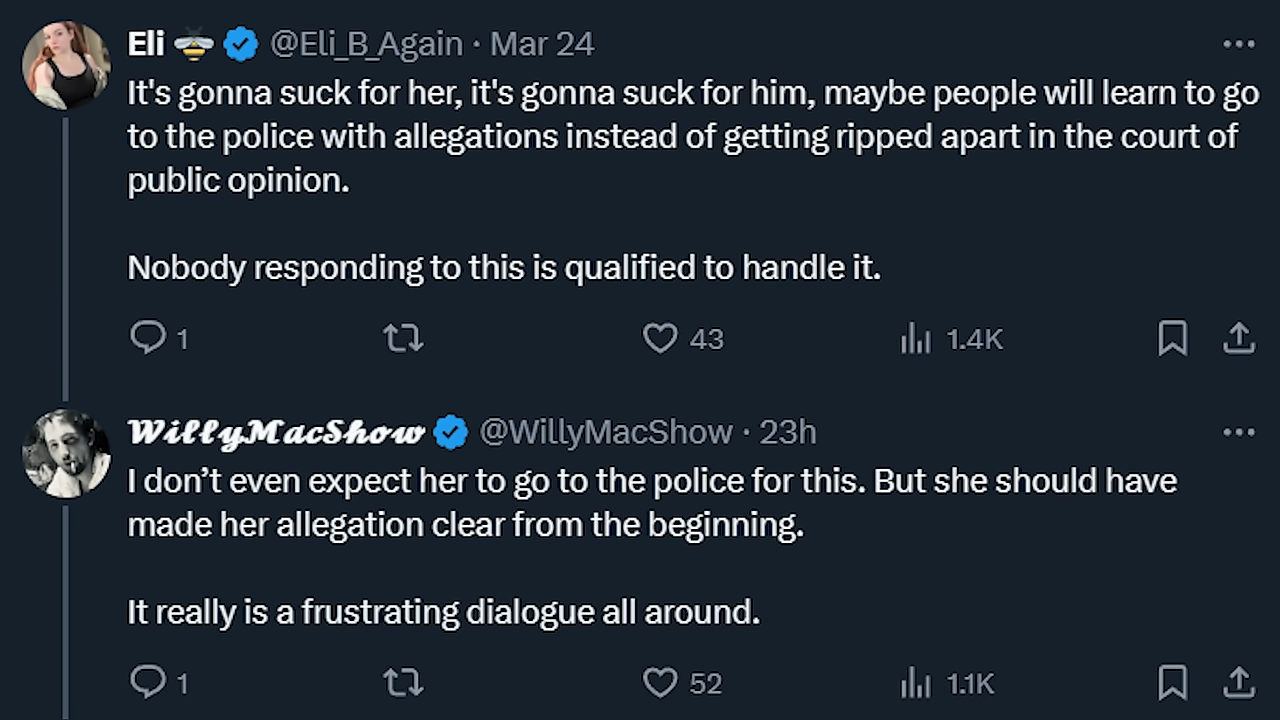 Eli 🐝 @Eli_B_Again · Mar 24
It's gonna suck for her, it's gonna suck for him, maybe people will learn to go
to the police with allegations instead of getting ripped apart in the court of
public opinion.
Nobody responding to this is qualified to handle it.
1 43 1.4K
𝓦𝓲𝓵𝓵𝔂𝓜𝓪𝓬𝓢𝓱𝓸𝔀 @WillyMacShow · 23h
I don’t even expect her to go to the police for this. But she should have
made her allegation clear from the beginning.
It really is a frustrating dialogue all around.
1 52 1.1K